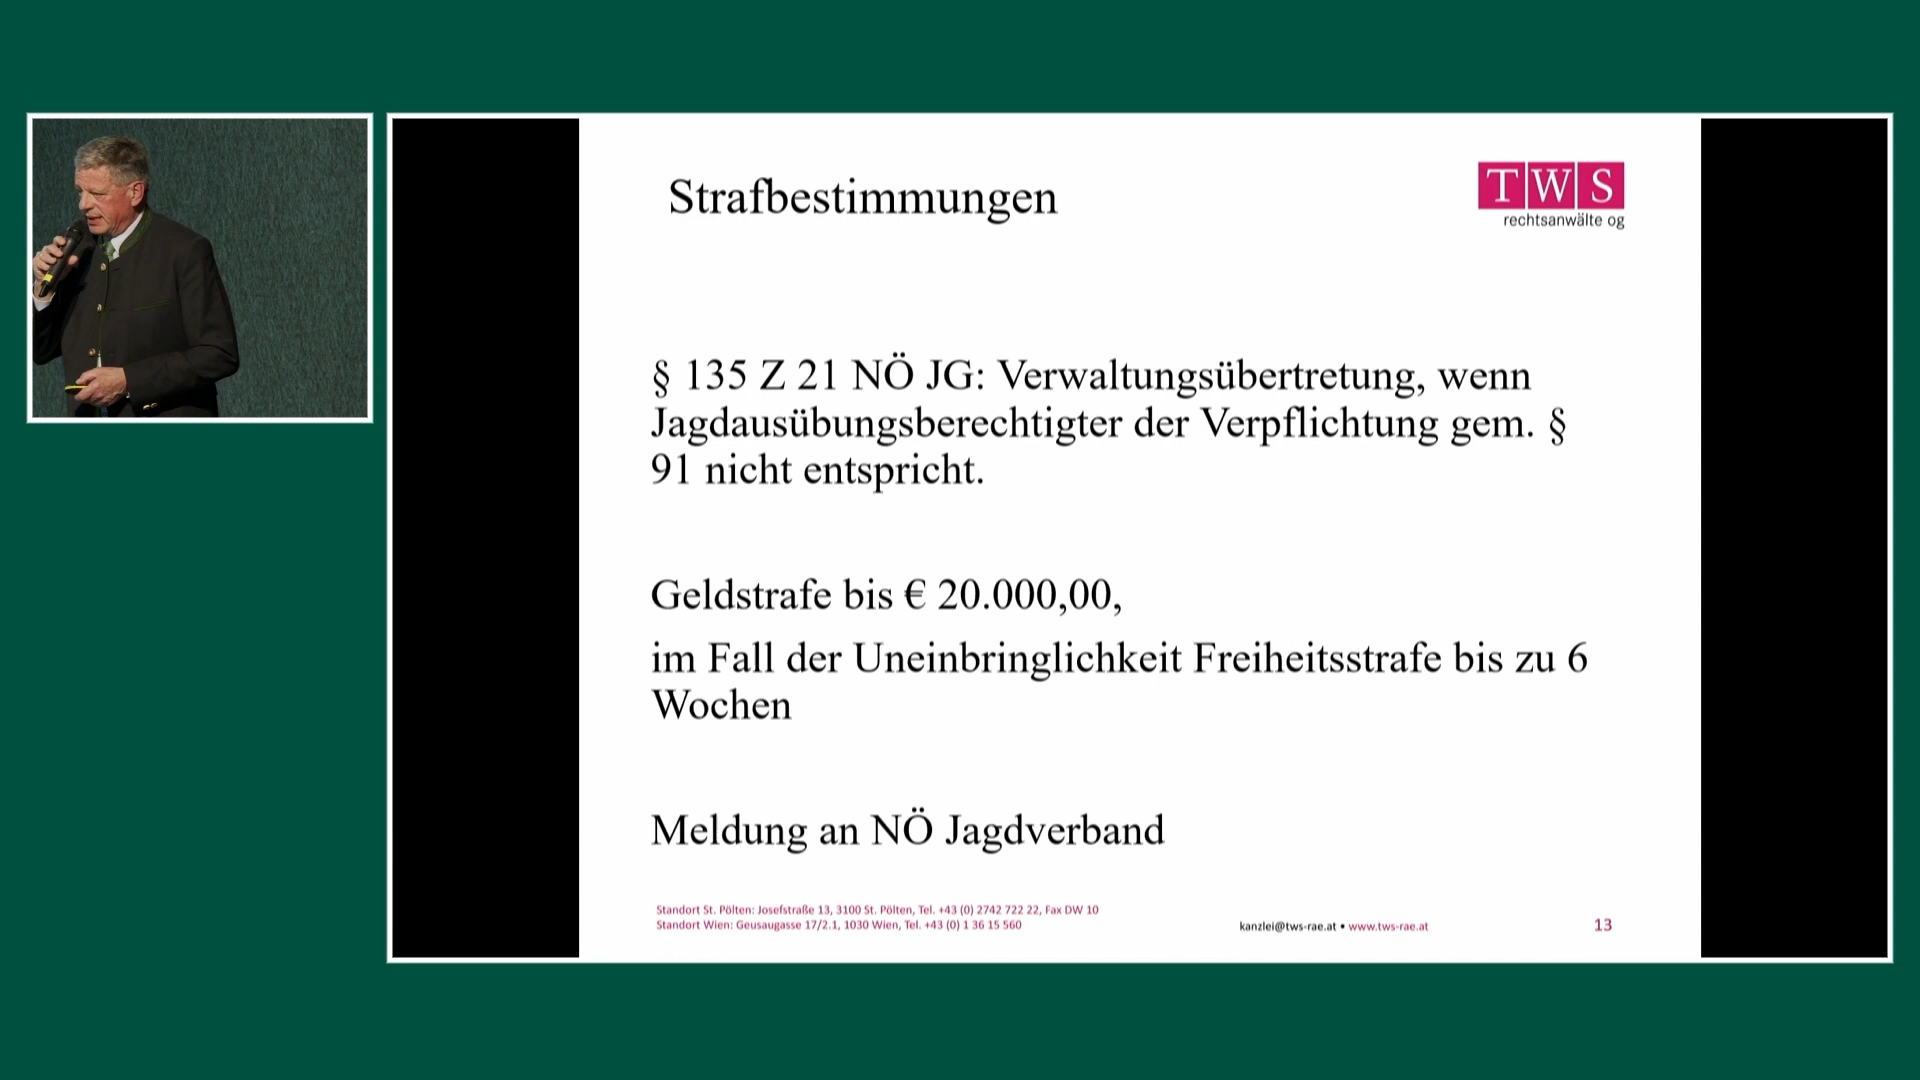 Strafbestimmungen
TWS
rechtsanwälte og
§ 135 Z 21 NÖ JG: Verwaltungsübertretung, wenn
Jagdausübungsberechtigter der Verpflichtung gem. §
91 nicht entspricht.
Geldstrafe bis € 20.000,00,
im Fall der Uneinbringlichkeit Freiheitsstrafe bis zu 6
Wochen
Meldung an NÖ Jagdverband
Standort St. Pölten: Josefstraße 13, 3100 St. Pölten, Tel. +43 (0) 2742 722 22, Fax DW 10
Standort Wien: Geusaugasse 17/2.1, 1030 Wien, Tel. +43 (0) 1 36 15 560
kanzlei@tws-rae.at • www.tws-rae.at
13